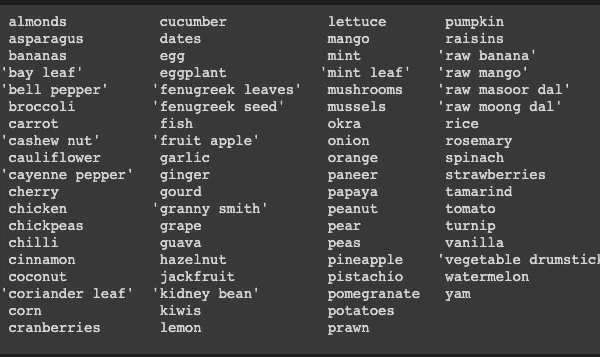 almonds cucumber lettuce pumpkin
asparagus dates mango raisins
bananas egg mint 'raw banana'
'bay leaf' eggplant 'mint leaf' 'raw mango'
'bell pepper' 'fenugreek leaves' mushrooms 'raw masoor dal'
broccoli 'fenugreek seed' mussels 'raw moong dal'
carrot fish okra rice
'cashew nut' 'fruit apple' onion rosemary
cauliflower garlic orange spinach
'cayenne pepper' ginger paneer strawberries
cherry gourd papaya tamarind
chicken 'granny smith' peanut tomato
chickpeas grape pear turnip
chilli guava peas vanilla
cinnamon hazelnut pineapple 'vegetable drumstick
coconut jackfruit pistachio watermelon
'coriander leaf' 'kidney bean' pomegranate yam
corn kiwis potatoes
cranberries lemon prawn